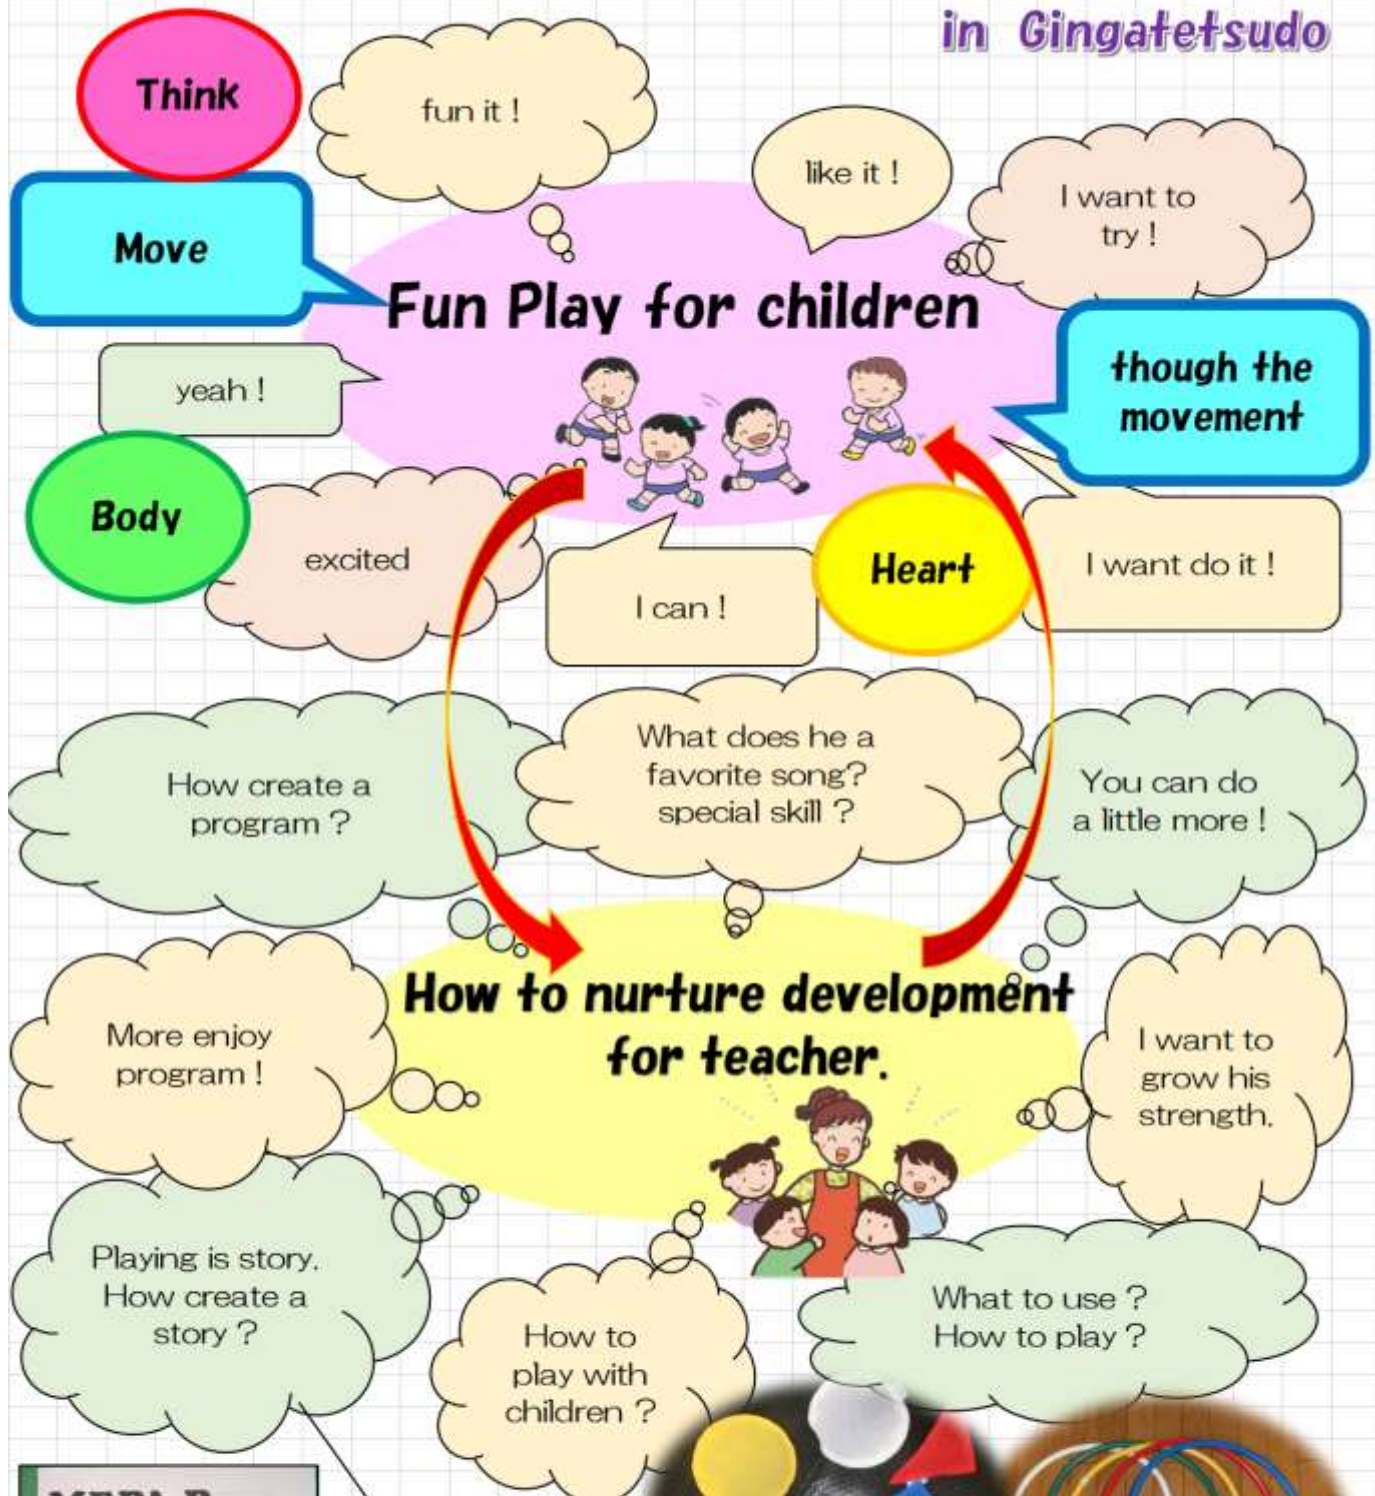 in Gingatetsudo
Think
fun it !
like it !
I want to
try !
Move
Fun Play for children
though the
movement
yeah !
Body
excited
I can !
Heart
I want do it !
How create a
program ?
What does he a
favorite song?
special skill ?
You can do
a little more !
How to nurture development
for teacher.
More enjoy
program !
I want to
grow his
strength.
Playing is story.
How create a
story ?
How to
play with
children ?
What to use ?
How to play ?